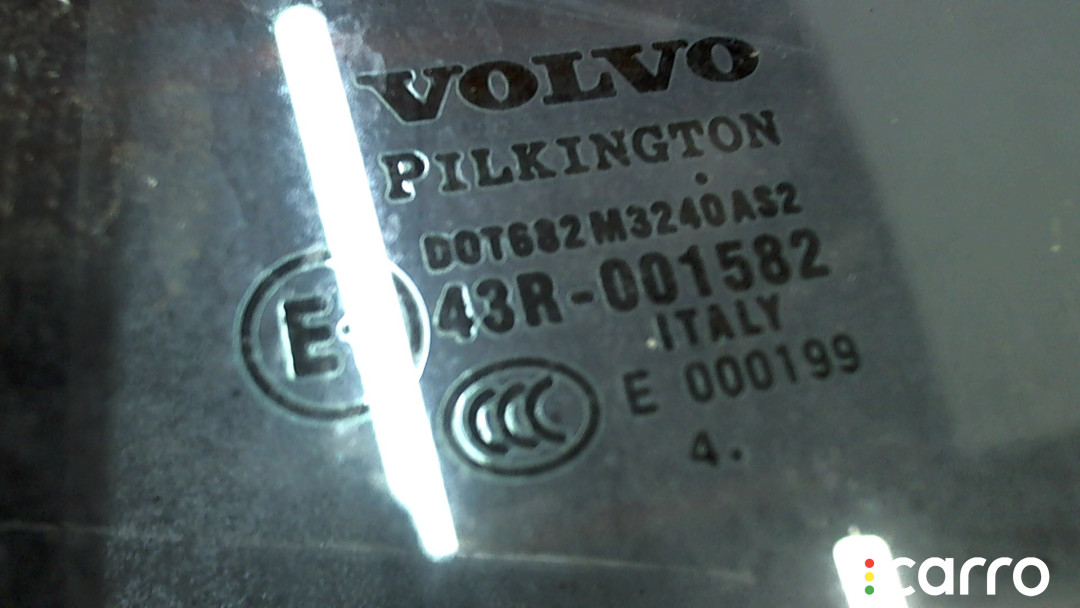 VOLVO
PILKINGTON
DOT682 M3240 AS2
43R-001582
ITALY
E
CCC
E 000199
4.
carro